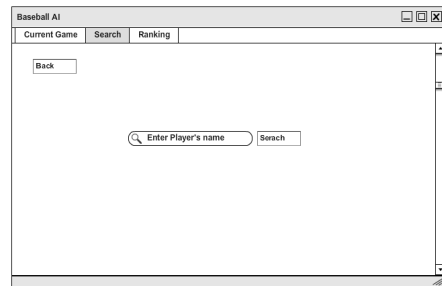 Baseball AI
Current Game Search Ranking
Back
Enter Player's name Serach